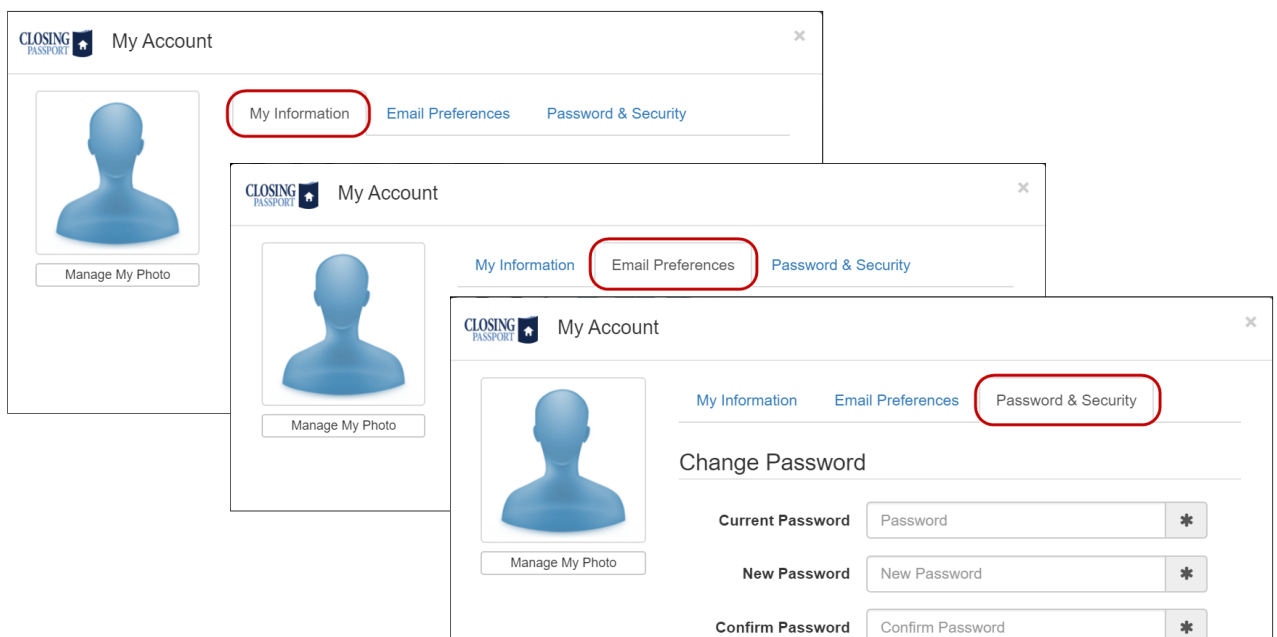 CLOSING
PASSPORT
My Account
×
My Information
Email Preferences
Password & Security
Manage My Photo
CLOSING
PASSPORT
My Account
×
My Information
Email Preferences
Password & Security
Manage My Photo
CLOSING
PASSPORT
My Account
×
My Information
Email Preferences
Password & Security
Manage My Photo
Change Password
Current Password
Password
✱
New Password
New Password
✱
Confirm Password
Confirm Password
✱